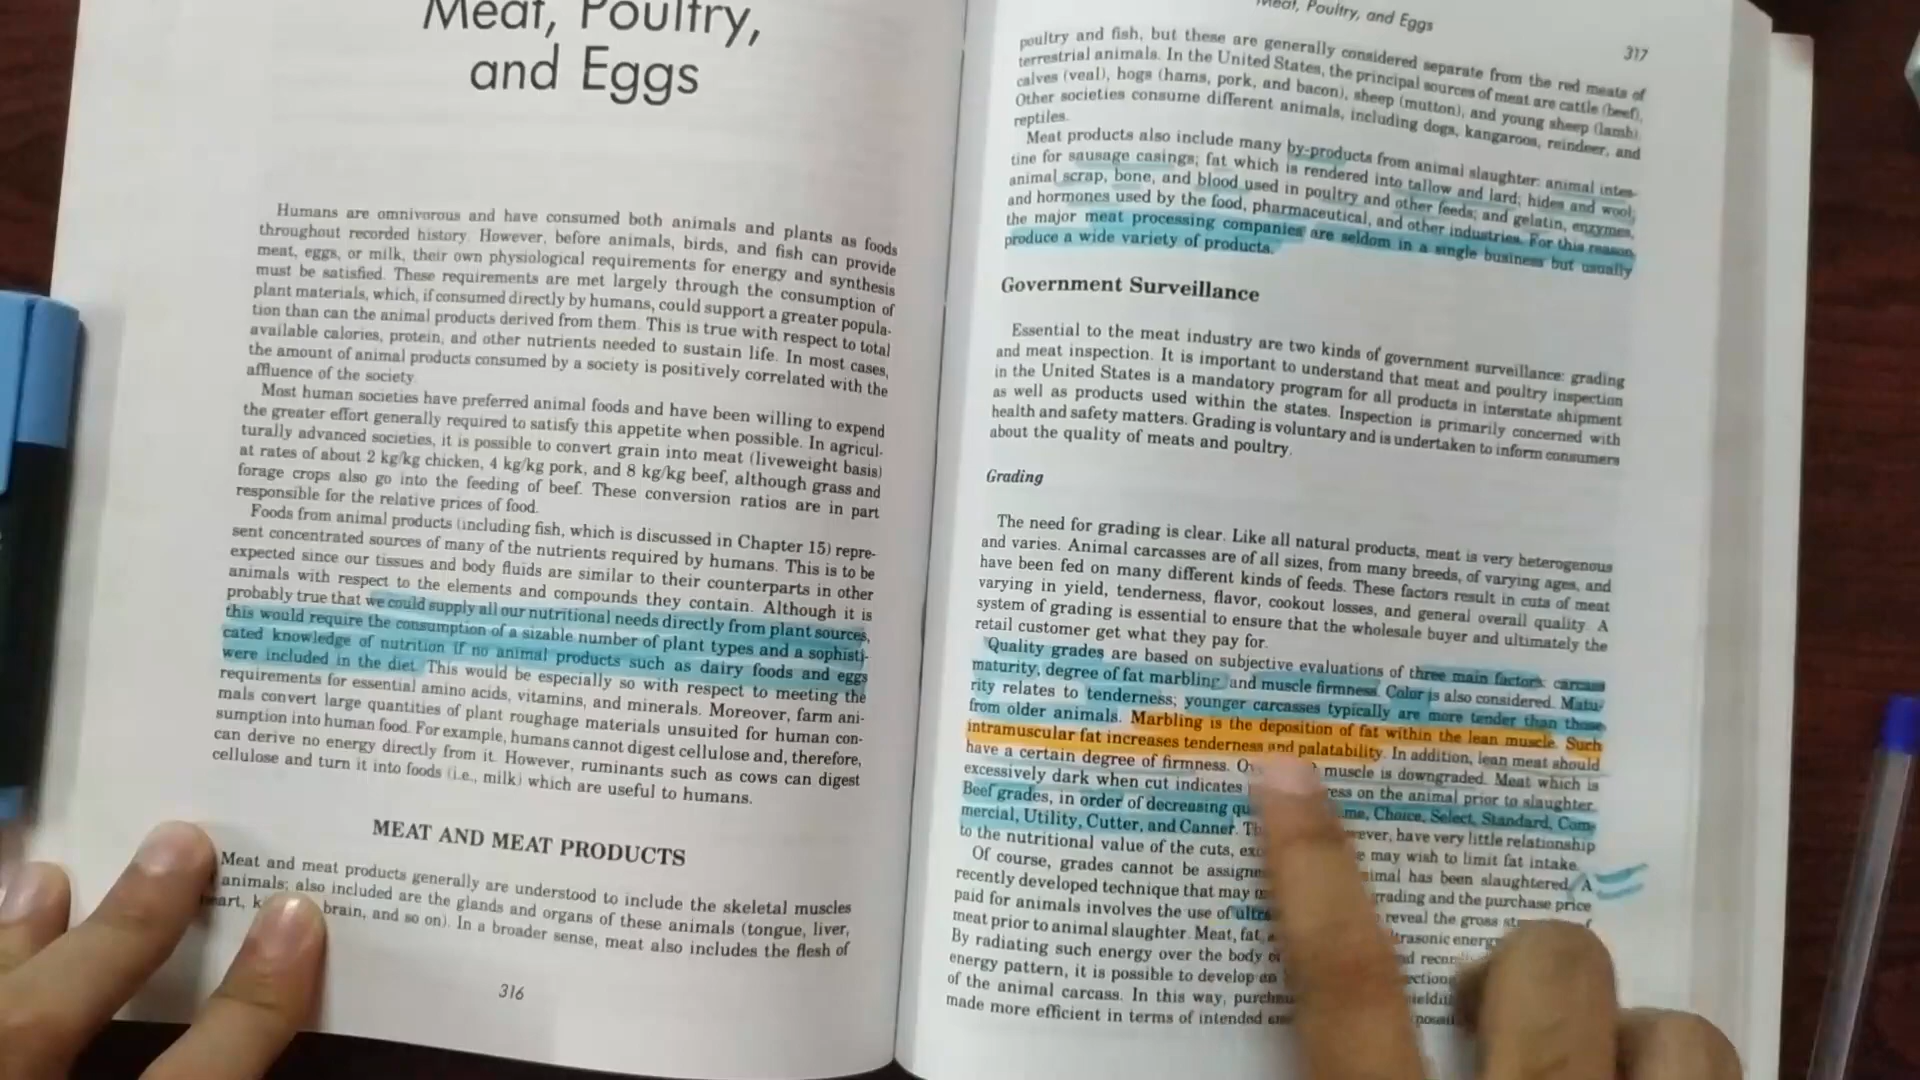 Meat, Poultry,
and Eggs
Humans are omnivorous and have consumed both animals and plants as foods
throughout recorded history. However, before animals, birds, and fish can provide
meat, eggs, or milk, their own physiological requirements for energy and synthesis
must be satisfied. These requirements are met largely through the consumption of
plant materials, which, if consumed directly by humans, could support a greater popula-
tion than can the animal products derived from them. This is true with respect to total
available calories, protein, and other nutrients needed to sustain life. In most cases,
the amount of animal products consumed by a society is positively correlated with the
affluence of the society
Most human societies have preferred animal foods and have been willing to expend
the greater effort generally required to satisfy this appetite when possible. In agricul-
turally advanced societies, it is possible to convert grain into meat (liveweight basis)
at rates of about 2 kg/kg chicken, 4 kg/kg pork, and 8 kg/kg beef, although grass and
forage crops also go into the feeding of beef. These conversion ratios are in part
responsible for the relative prices of food.
Foods from animal products (including fish, which is discussed in Chapter 15) repre-
sent concentrated sources of many of the nutrients required by humans. This is to be
expected since our tissues and body fluids are similar to their counterparts in other
animals with respect to the elements and compounds they contain. Although it is
probably true that we could supply all our nutritional needs directly from plant sources,
this would require the consumption of a sizable number of plant types and a sophisti-
cated knowledge of nutrition if no animal products such as dairy foods and eggs
were included in the diet. This would be especially so with respect to meeting the
requirements for essential amino acids, vitamins, and minerals. Moreover, farm ani-
mals convert large quantities of plant roughage materials unsuited for human con-
sumption into human food. For example, humans cannot digest cellulose and, therefore,
can derive no energy directly from it. However, ruminants such as cows can digest
cellulose and turn it into foods (i.e., milk) which are useful to humans.
MEAT AND MEAT PRODUCTS
Meat and meat products generally are understood to include the skeletal muscles
animals; also included are the glands and organs of these animals (tongue, liver,
brain, and so on). In a broader sense, meat also includes the flesh of
316
Meat, Poultry, and Eggs
317
poultry and fish, but these are generally considered separate from the red meats of
terrestrial animals. In the United States, the principal sources of meat are cattle (beef),
calves (veal), hogs (hams, pork, and bacon), sheep (mutton), and young sheep (lamb).
Other societies consume different animals, including dogs, kangaroos, reindeer, and
reptiles.
Meat products also include many by-products from animal slaughter: animal intes-
tine for sausage casings; fat which is rendered into tallow and lard; hides and wool;
animal scrap, bone, and blood used in poultry and other feeds; and gelatin, enzymes,
and hormones used by the food, pharmaceutical, and other industries. For this reason
the major meat processing companies are seldom in a single business but usually
produce a wide variety of products.
Government Surveillance
Essential to the meat industry are two kinds of government surveillance: grading
and meat inspection. It is important to understand that meat and poultry inspection
in the United States is a mandatory program for all products in interstate shipment
as well as products used within the states. Inspection is primarily concerned with
health and safety matters. Grading is voluntary and is undertaken to inform consumers
about the quality of meats and poultry.
Grading
The need for grading is clear. Like all natural products, meat is very heterogenous
and varies. Animal carcasses are of all sizes, from many breeds, of varying ages, and
have been fed on many different kinds of feeds. These factors result in cuts of meat
varying in yield, tenderness, flavor, cookout losses, and general overall quality. A
system of grading is essential to ensure that the wholesale buyer and ultimately the
retail customer get what they pay for.
Quality grades are based on subjective evaluations of three main factors: carcass
maturity, degree of fat marbling, and muscle firmness. Color is also considered. Matu-
rity relates to tenderness; younger carcasses typically are more tender than those
from older animals. Marbling is the deposition of fat within the lean muscle. Such
intramuscular fat increases tenderness and palatability. In addition, lean meat should
have a certain degree of firmness. muscle is downgraded. Meat which is
excessively dark when cut indicates on the animal prior to slaughter.
Beef grades, in order of decreasing Choice, Select, Standard, Com-
mercial, Utility, Cutter, and Canner. have very little relationship
to the nutritional value of the cuts, may wish to limit fat intake.
Of course, grades cannot be has been slaughtered. A
recently developed technique that may grading and the purchase price
paid for animals involves the use of reveal the gross
meat prior to animal slaughter. Meat, fat,
By radiating such energy over the body
energy pattern, it is possible to develop
of the animal carcass. In this way,
made more efficient in terms of intended